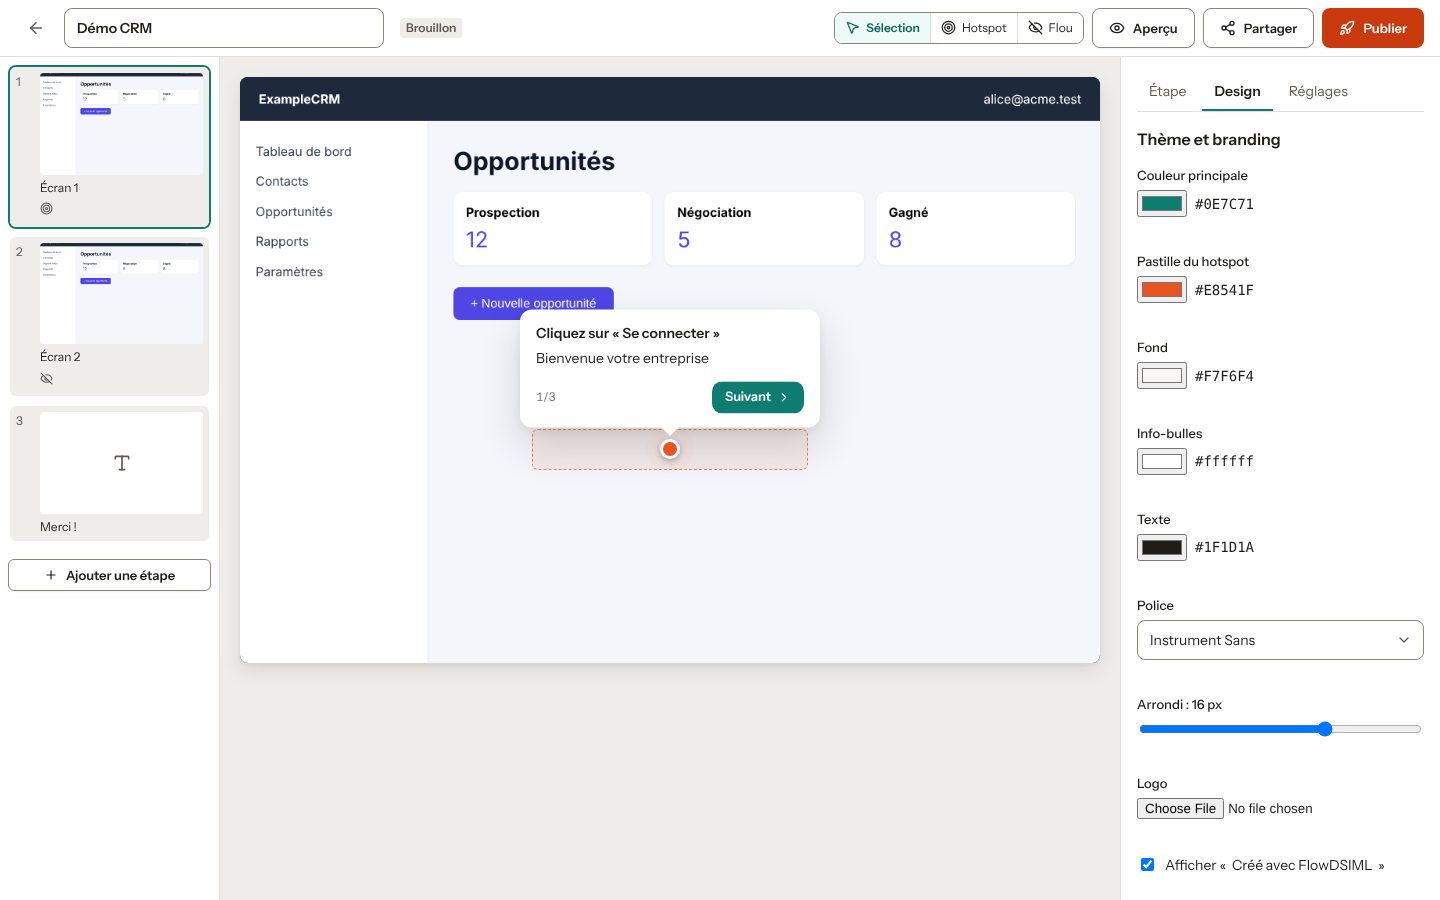 Démo CRM
Brouillon
Sélection
Hotspot
Flou
Aperçu
Partager
Publier
1
Opportunités
Écran 1
2
Opportunités
Écran 2
3
T
Merci !
+ Ajouter une étape
ExampleCRM
alice@acme.test
Tableau de bord
Contacts
Opportunités
Rapports
Paramètres
Opportunités
Prospection
12
Négociation
5
Gagné
8
+ Nouvelle opportunité
Cliquez sur « Se connecter »
Bienvenue votre entreprise
1/3
Suivant
Étape
Design
Réglages
Thème et branding
Couleur principale
#0E7C71
Pastille du hotspot
#E8541F
Fond
#F7F6F4
Info-bulles
#ffffff
Texte
#1F1D1A
Police
Instrument Sans
Arrondi : 16 px
Logo
Choose File No file chosen
Afficher « Créé avec FlowDSIML »